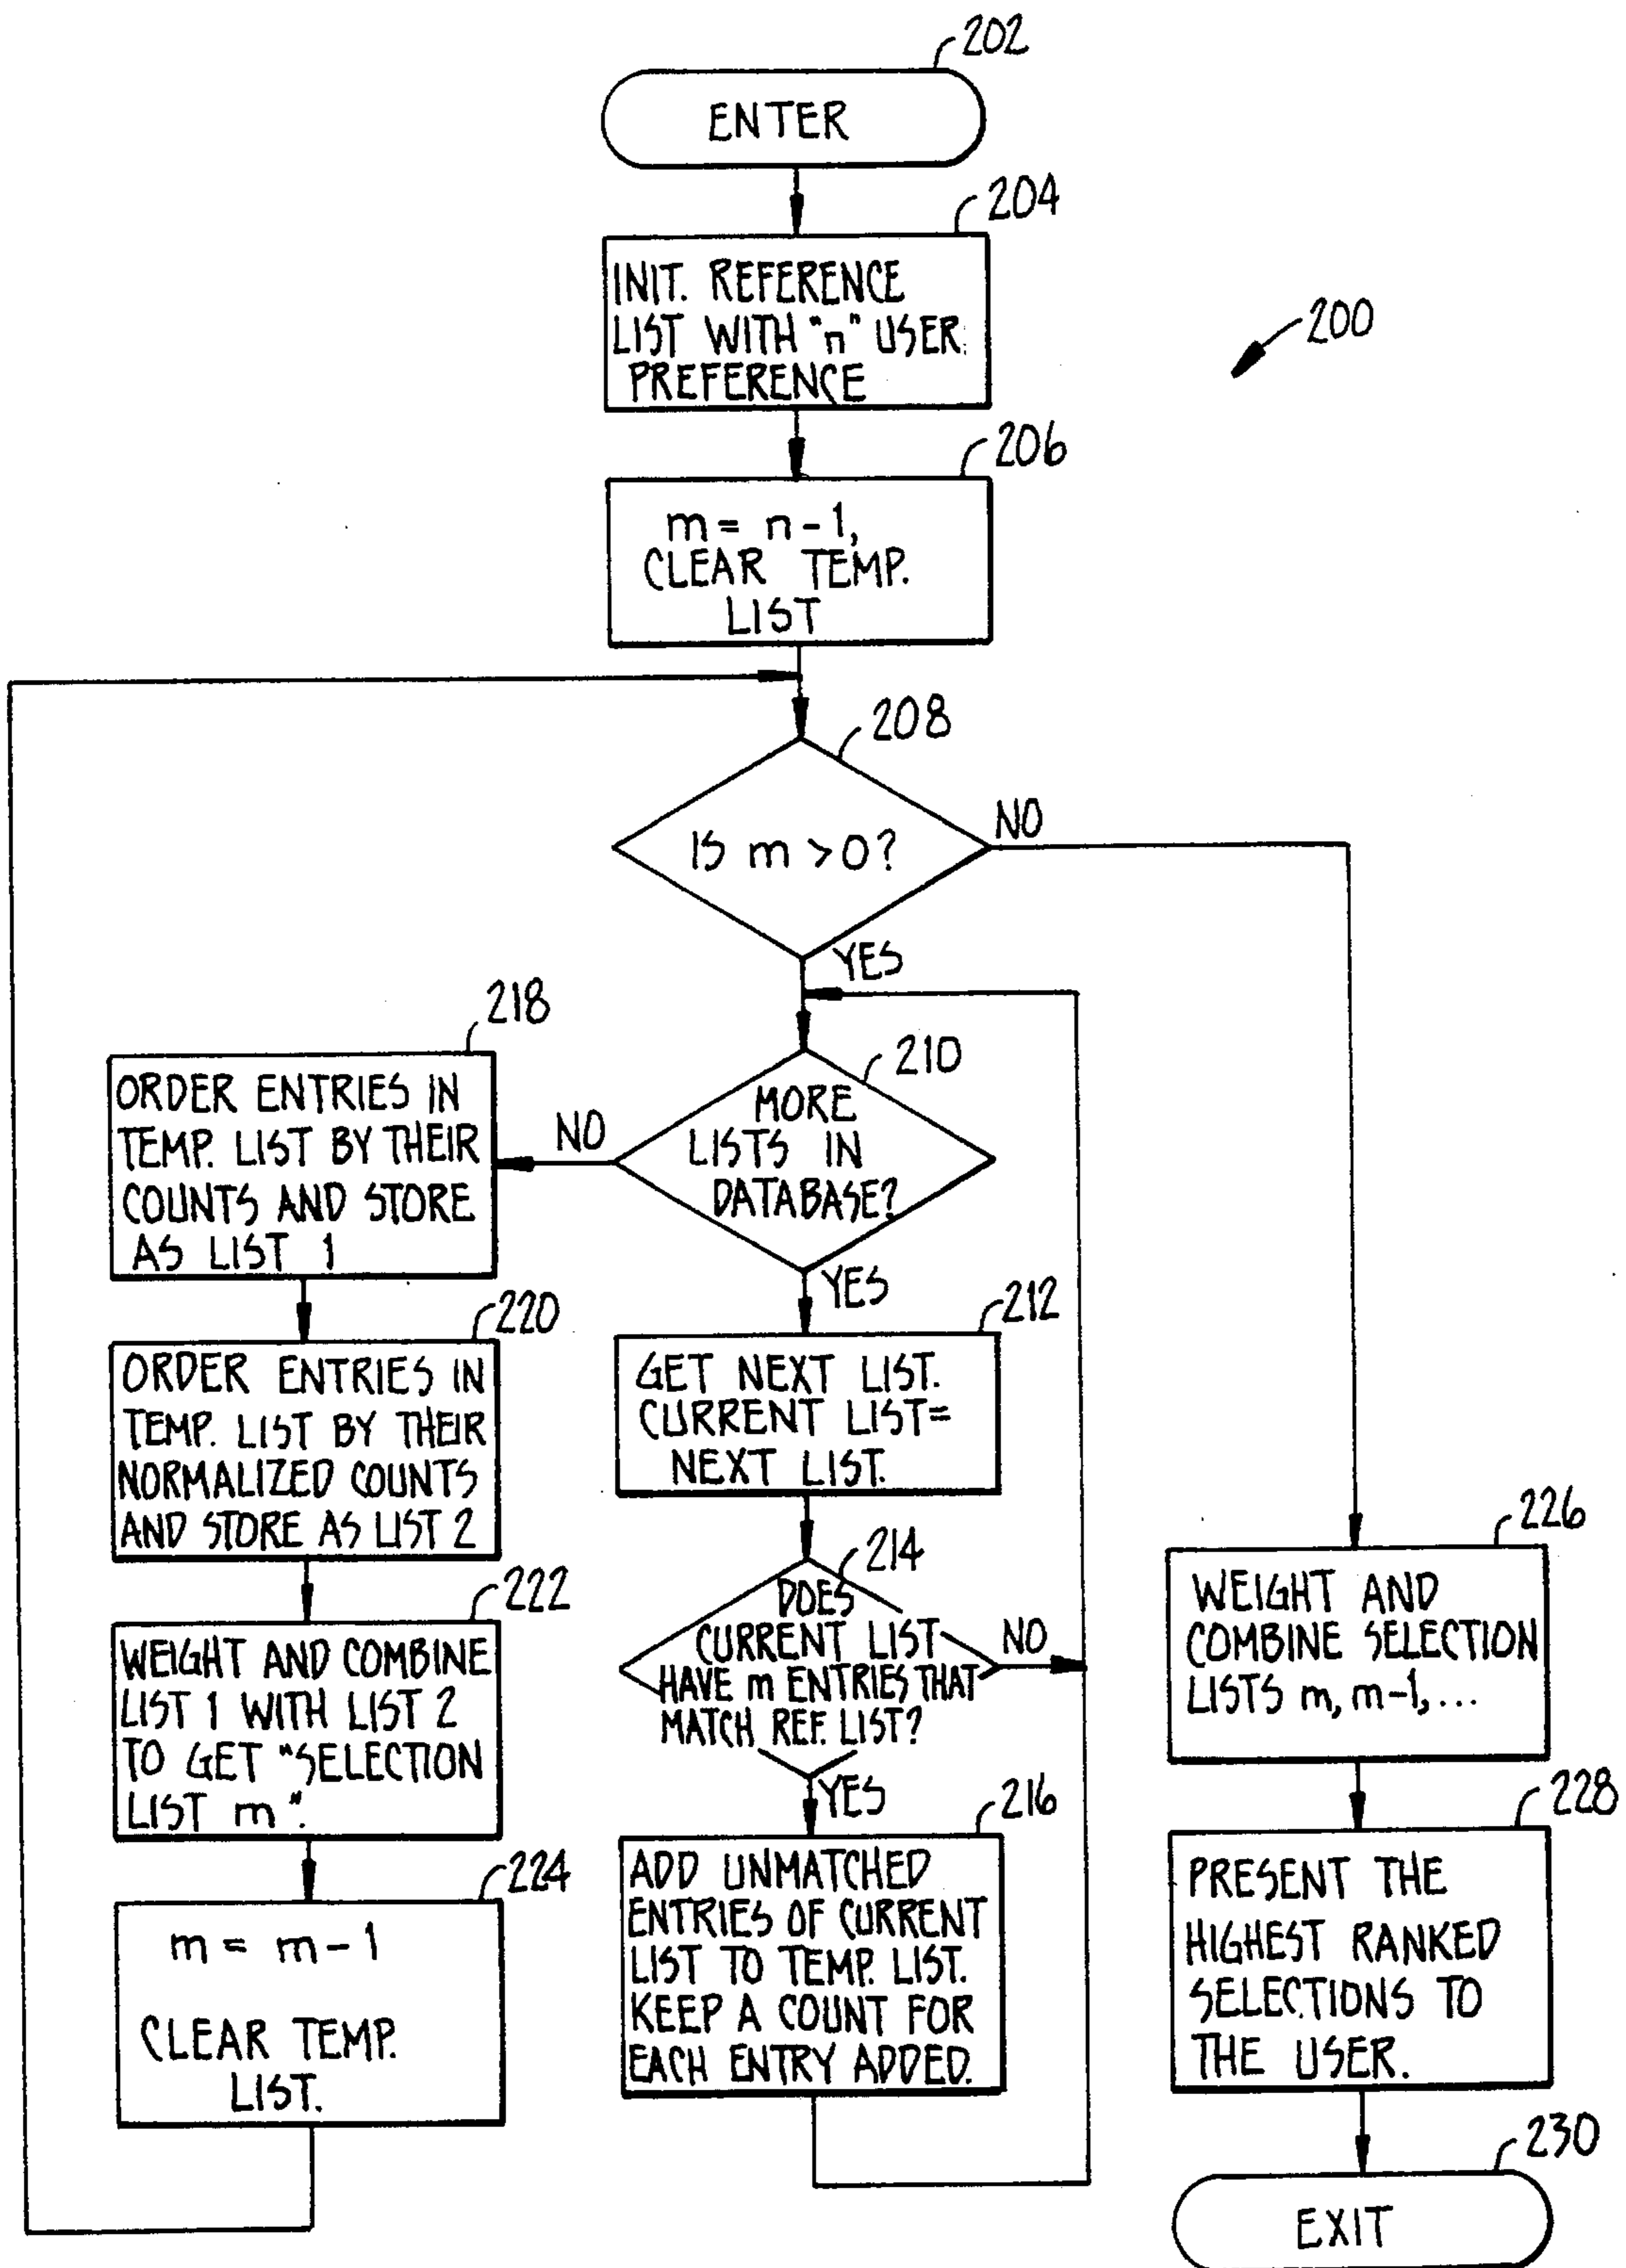 202
ENTER
204
INIT. REFERENCE
LIST WITH "n" USER
PREFERENCE
200
206
m = n-1,
CLEAR TEMP.
LIST
208
IS m > 0?
NO
YES
218
ORDER ENTRIES IN
TEMP. LIST BY THEIR
COUNTS AND STORE
AS LIST 1
NO
210
MORE
LISTS IN
DATABASE?
YES
220
ORDER ENTRIES IN
TEMP. LIST BY THEIR
NORMALIZED COUNTS
AND STORE AS LIST 2
212
GET NEXT LIST.
CURRENT LIST=
NEXT LIST.
222
WEIGHT AND COMBINE
LIST 1 WITH LIST 2
TO GET "SELECTION
LIST m".
214
DOES
CURRENT LIST
HAVE m ENTRIES THAT
MATCH REF. LIST?
NO
YES
226
WEIGHT AND
COMBINE SELECTION
LISTS m, m-1, ...
224
m = m-1
CLEAR TEMP.
LIST.
216
ADD UNMATCHED
ENTRIES OF CURRENT
LIST TO TEMP. LIST.
KEEP A COUNT FOR
EACH ENTRY ADDED.
228
PRESENT THE
HIGHEST RANKED
SELECTIONS TO
THE USER.
230
EXIT